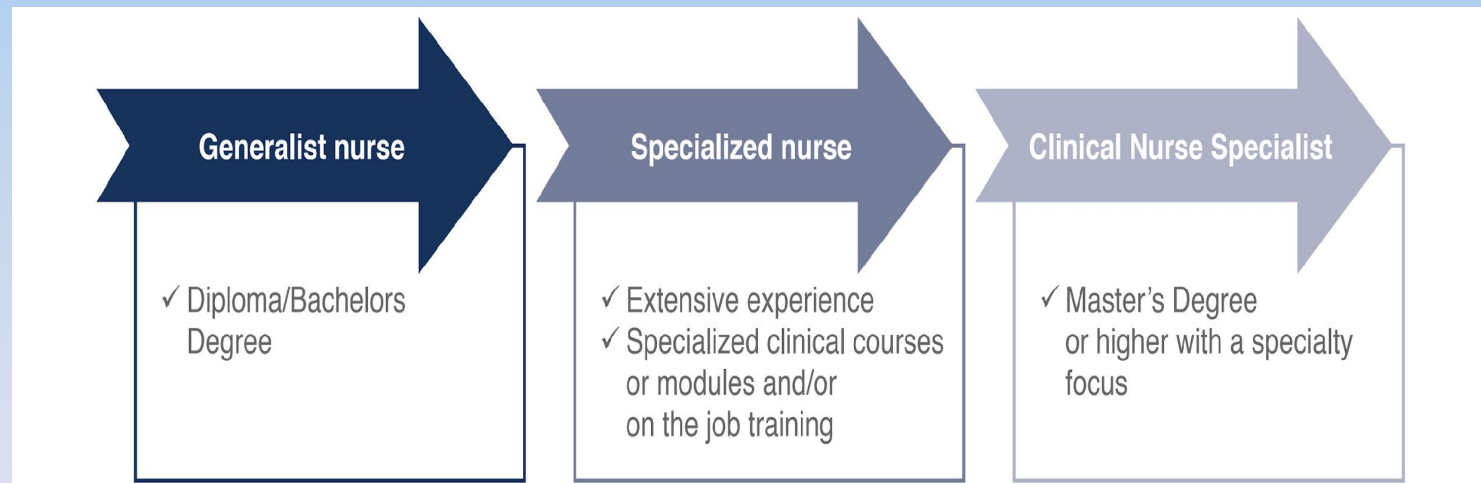 Generalist nurse
✓ Diploma/Bachelors
Degree
Specialized nurse
✓ Extensive experience
✓ Specialized clinical courses
or modules and/or
on the job training
Clinical Nurse Specialist
✓ Master’s Degree
or higher with a specialty
focus